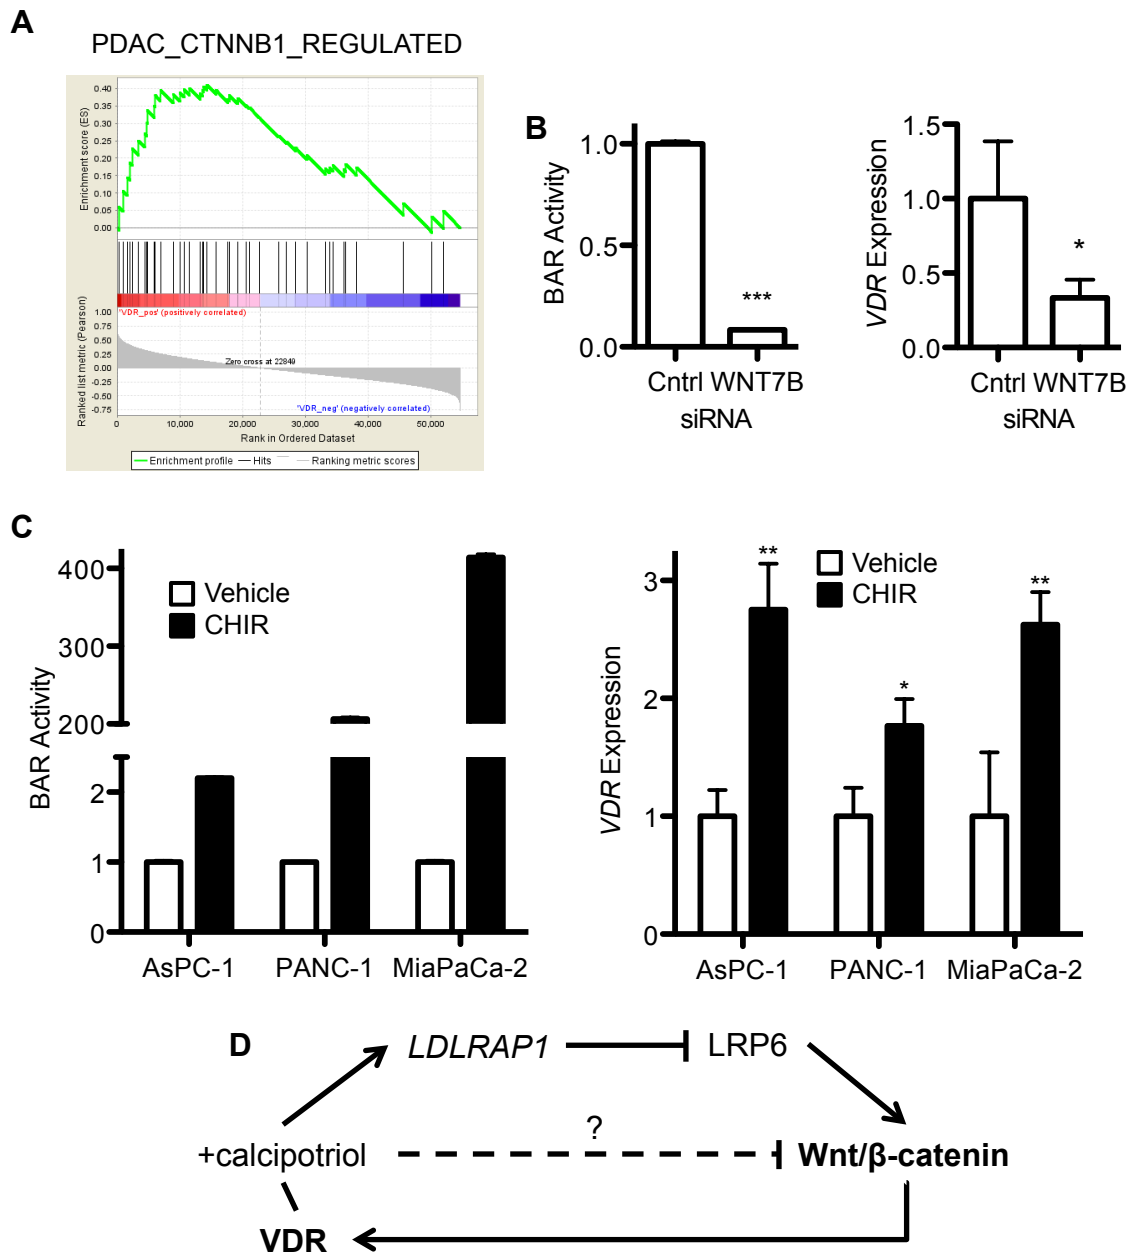 A
PDAC_CTNNB1_REGULATED
Enrichment score (ES)
0.40
0.35
0.30
0.25
0.20
0.15
0.10
0.05
0.00
'VDR_pos' (positively correlated)
Ranked list metric (Pearson)
1.00
0.75
0.50
0.25
0.00
-0.25
-0.50
-0.75
Zero cross at 22849
'VDR_neg' (negatively correlated)
0 10,000 20,000 30,000 40,000 50,000
Rank in Ordered Dataset
Enrichment profile Hits Ranking metric scores
B
BAR Activity
1.0
0.5
0.0
***
Cntrl WNT7B
siRNA
VDR Expression
1.5
1.0
0.5
0.0
*
Cntrl WNT7B
siRNA
C
BAR Activity
400
300
200
2
1
0
Vehicle
CHIR
AsPC-1 PANC-1 MiaPaCa-2
VDR Expression
3
2
1
0
Vehicle
CHIR
**
*
**
AsPC-1 PANC-1 MiaPaCa-2
D
LDLRAP1 LRP6
?
+calcipotriol Wnt/β-catenin
VDR